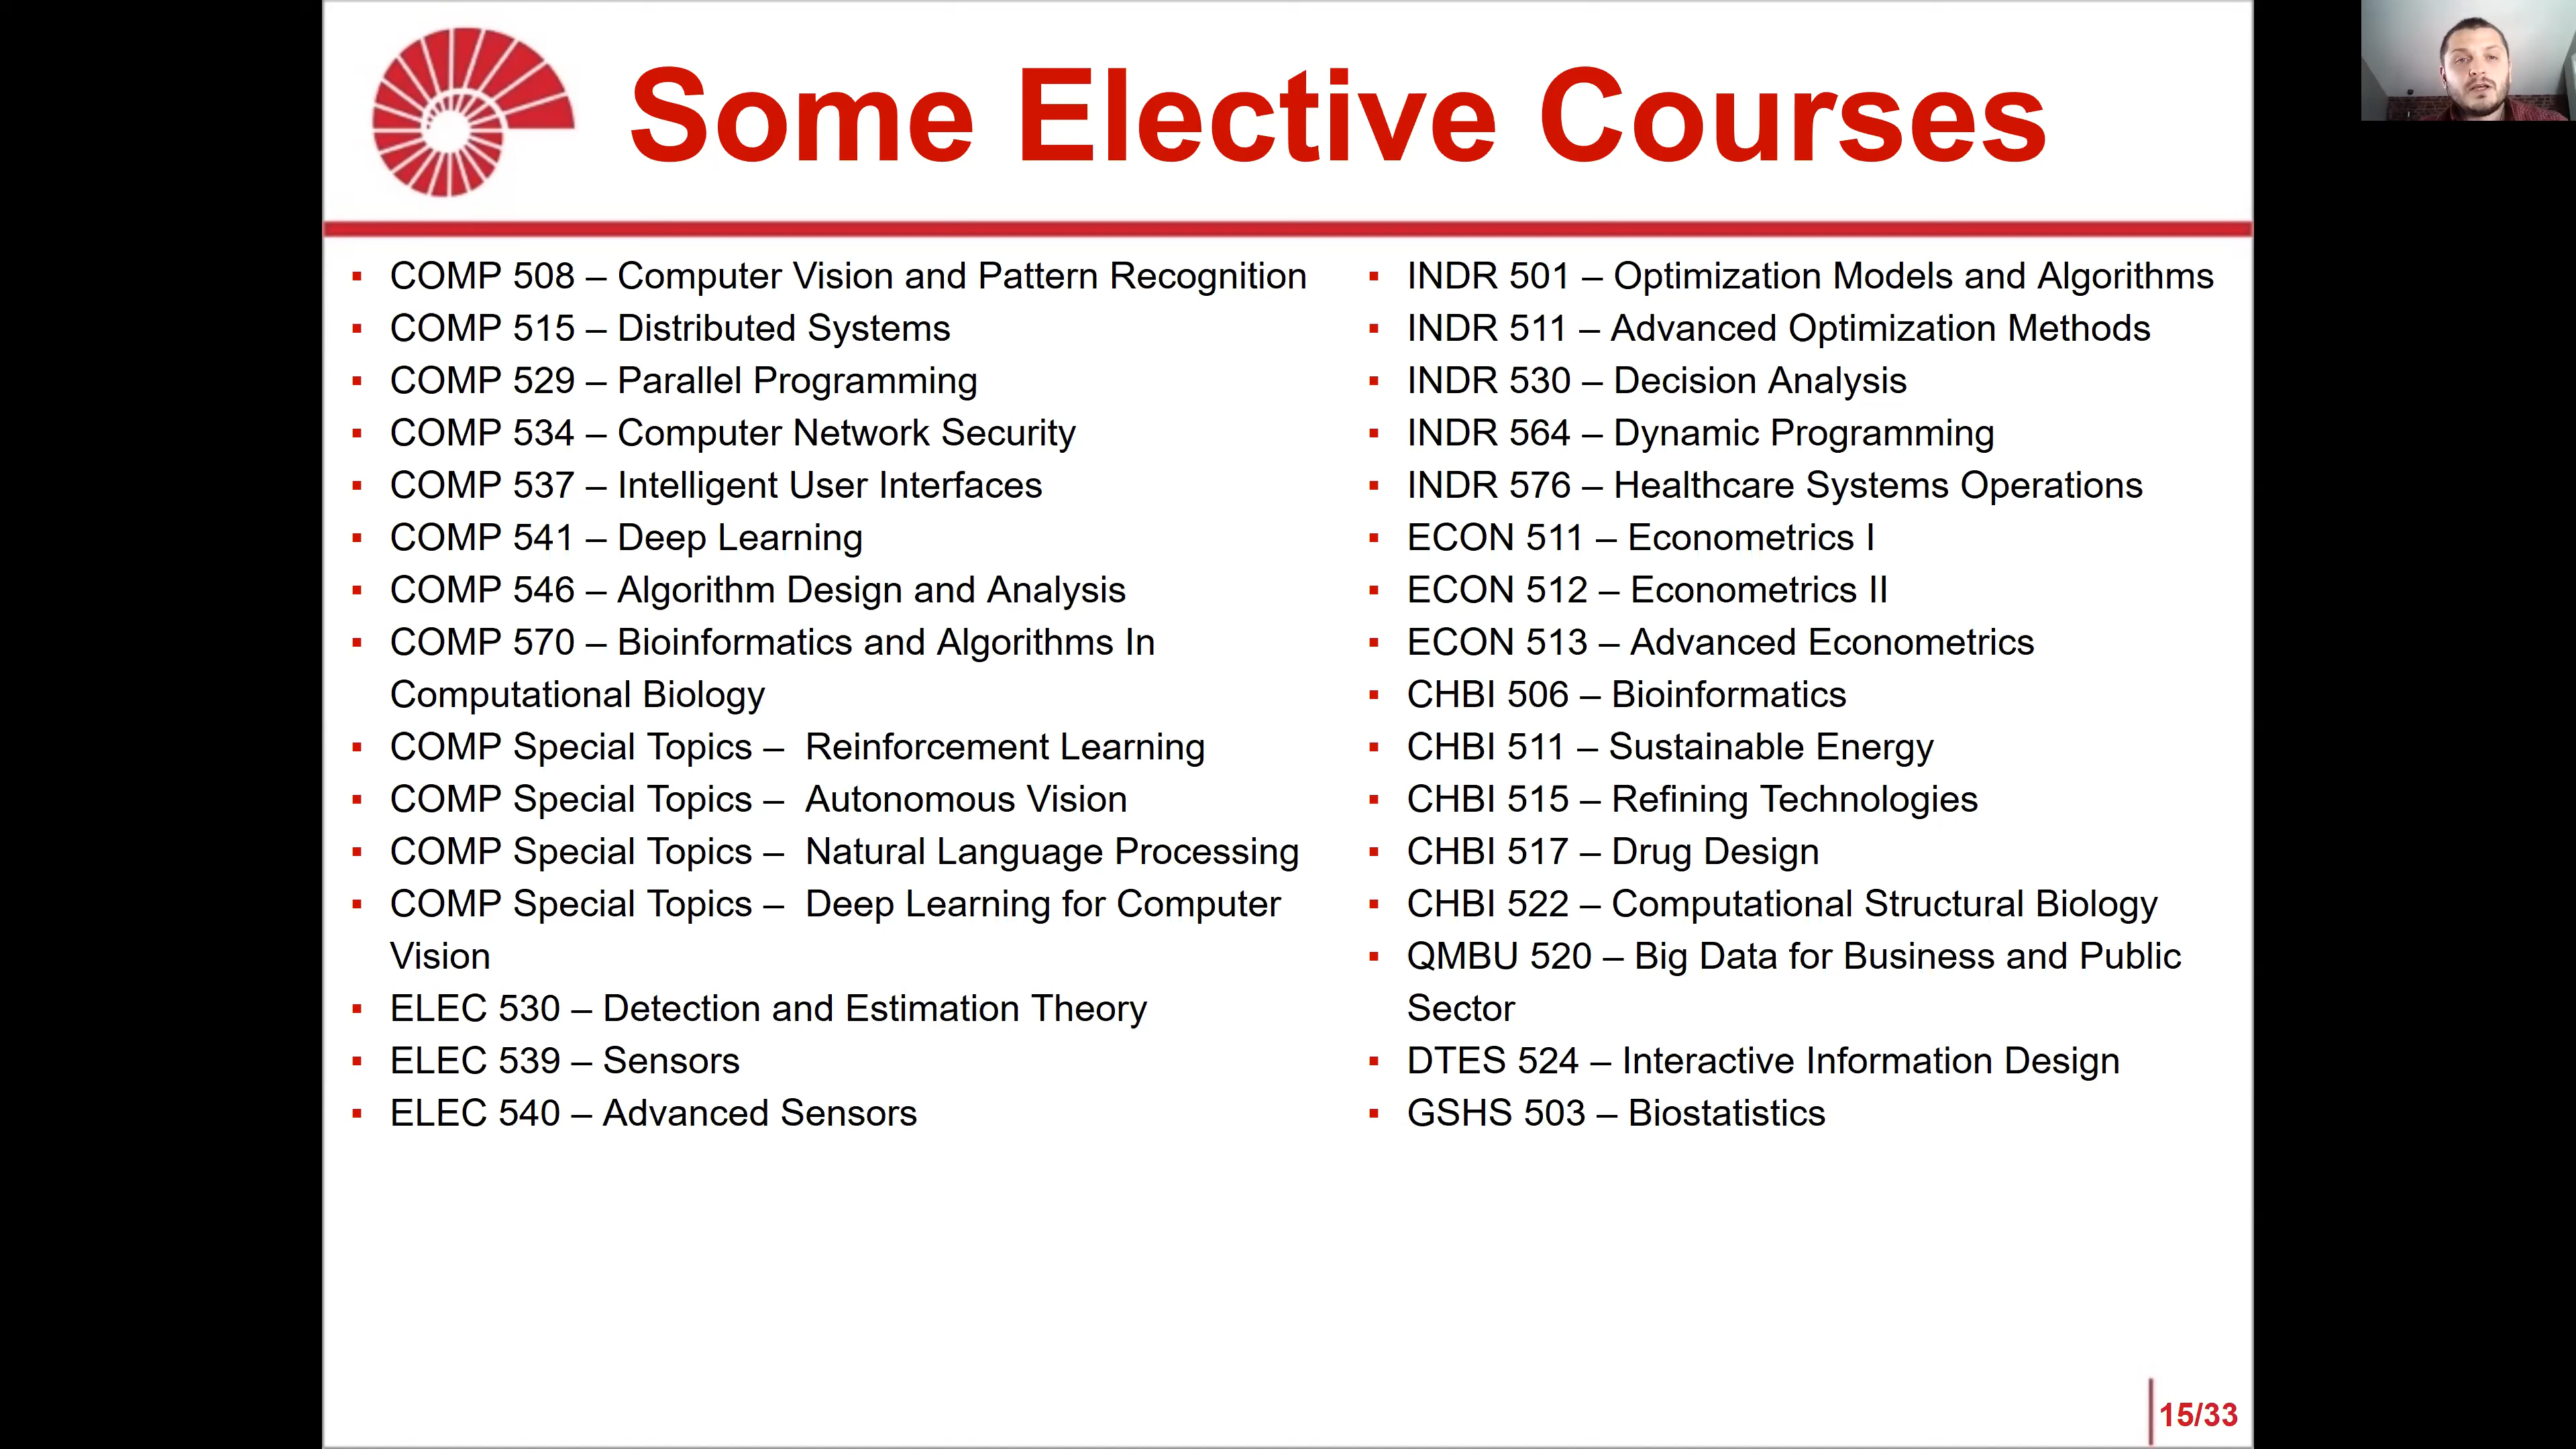 Some Elective Courses
▪ COMP 508 – Computer Vision and Pattern Recognition
▪ COMP 515 – Distributed Systems
▪ COMP 529 – Parallel Programming
▪ COMP 534 – Computer Network Security
▪ COMP 537 – Intelligent User Interfaces
▪ COMP 541 – Deep Learning
▪ COMP 546 – Algorithm Design and Analysis
▪ COMP 570 – Bioinformatics and Algorithms In
Computational Biology
▪ COMP Special Topics – Reinforcement Learning
▪ COMP Special Topics – Autonomous Vision
▪ COMP Special Topics – Natural Language Processing
▪ COMP Special Topics – Deep Learning for Computer
Vision
▪ ELEC 530 – Detection and Estimation Theory
▪ ELEC 539 – Sensors
▪ ELEC 540 – Advanced Sensors
▪ INDR 501 – Optimization Models and Algorithms
▪ INDR 511 – Advanced Optimization Methods
▪ INDR 530 – Decision Analysis
▪ INDR 564 – Dynamic Programming
▪ INDR 576 – Healthcare Systems Operations
▪ ECON 511 – Econometrics I
▪ ECON 512 – Econometrics II
▪ ECON 513 – Advanced Econometrics
▪ CHBI 506 – Bioinformatics
▪ CHBI 511 – Sustainable Energy
▪ CHBI 515 – Refining Technologies
▪ CHBI 517 – Drug Design
▪ CHBI 522 – Computational Structural Biology
▪ QMBU 520 – Big Data for Business and Public
Sector
▪ DTES 524 – Interactive Information Design
▪ GSHS 503 – Biostatistics
15/33